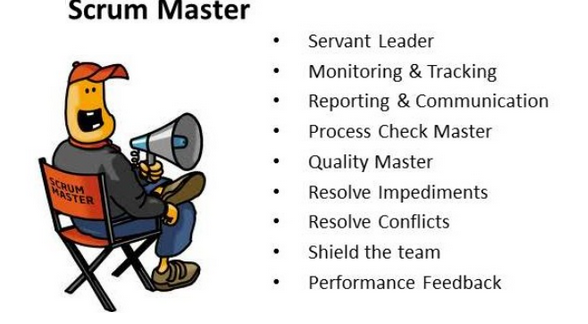 Scrum Master
• Servant Leader
• Monitoring & Tracking
• Reporting & Communication
• Process Check Master
• Quality Master
• Resolve Impediments
• Resolve Conflicts
• Shield the team
• Performance Feedback
SCRUM
MASTER